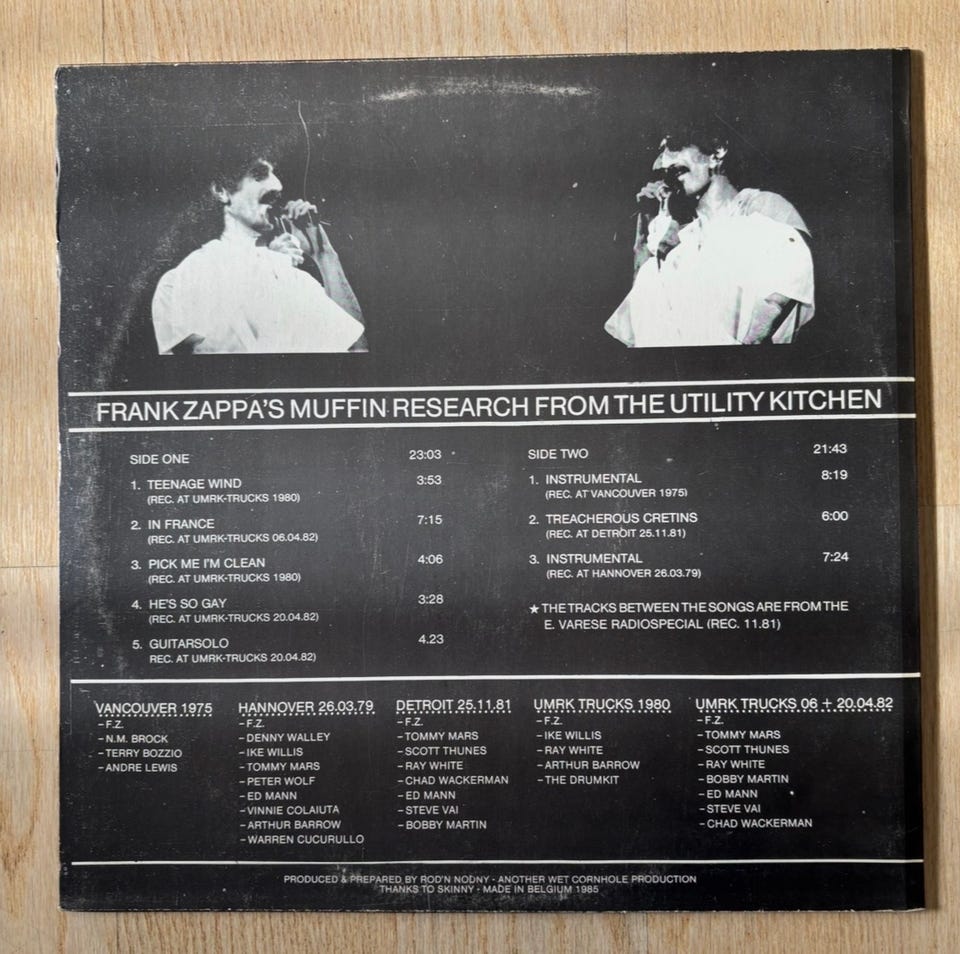 FRANK ZAPPA'S MUFFIN RESEARCH FROM THE UTILITY KITCHEN
SIDE ONE 23:03
1. TEENAGE WIND 3:53
(REC. AT UMRK-TRUCKS 1980)
2. IN FRANCE 7:15
(REC. AT UMRK-TRUCKS 06.04.82)
3. PICK ME I'M CLEAN 4:06
(REC. AT UMRK-TRUCKS 1980)
4. HE'S SO GAY 3:28
(REC. AT UMRK-TRUCKS 20.04.82)
5. GUITARSOLO 4.23
REC. AT UMRK-TRUCKS 20.04.82)
SIDE TWO 21:43
1. INSTRUMENTAL 8:19
(REC. AT VANCOUVER 1975)
2. TREACHEROUS CRETINS 6:00
(REC. AT DETROIT 25.11.81)
3. INSTRUMENTAL 7:24
(REC. AT HANNOVER 26.03.79)
★ THE TRACKS BETWEEN THE SONGS ARE FROM THE
E. VARESE RADIOSPECIAL (REC. 11.81)
VANCOUVER 1975
– F.Z.
– N.M. BROCK
– TERRY BOZZIO
– ANDRE LEWIS
HANNOVER 26.03.79
– F.Z.
– DENNY WALLEY
– IKE WILLIS
– TOMMY MARS
– PETER WOLF
– ED MANN
– VINNIE COLAIUTA
– ARTHUR BARROW
– WARREN CUCURULLO
DETROIT 25.11.81
– F.Z.
– TOMMY MARS
– SCOTT THUNES
– RAY WHITE
– CHAD WACKERMAN
– ED MANN
– STEVE VAI
– BOBBY MARTIN
UMRK TRUCKS 1980
– F.Z.
– IKE WILLIS
– RAY WHITE
– ARTHUR BARROW
– THE DRUMKIT
UMRK TRUCKS 06 + 20.04.82
– F.Z.
– TOMMY MARS
– SCOTT THUNES
– RAY WHITE
– BOBBY MARTIN
– ED MANN
– STEVE VAI
– CHAD WACKERMAN
PRODUCED & PREPARED BY ROD'N NODNY - ANOTHER WET CORNHOLE PRODUCTION
THANKS TO SKINNY - MADE IN BELGIUM 1985